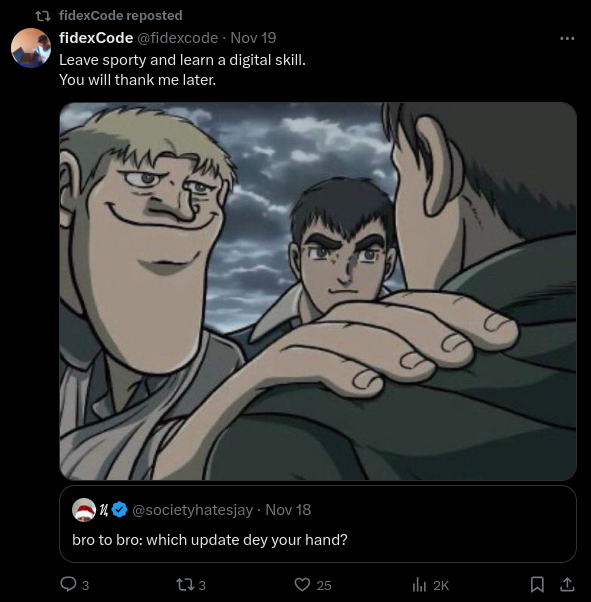 fidexCode reposted
fidexCode @fidexcode · Nov 19
Leave sporty and learn a digital skill.
You will thank me later.
@societyhatesjay · Nov 18
bro to bro: which update dey your hand?
3
3
25
2K